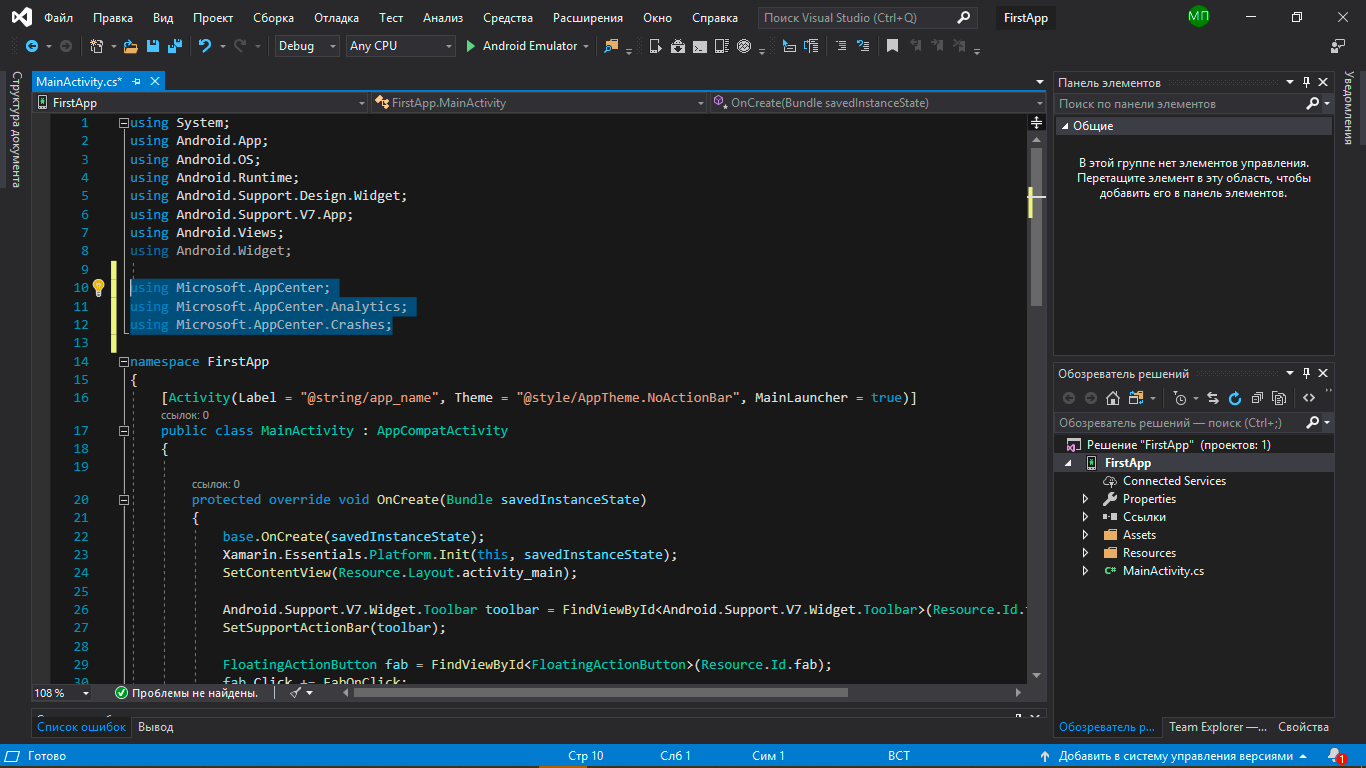 Файл Правка Вид Проект Сборка Отладка Тест Анализ Средства Расширения Окно Справка Поиск Visual Studio (Ctrl+Q) FirstApp МП
Debug Any CPU Android Emulator
Структура документа
MainActivity.cs*
FirstApp FirstApp.MainActivity OnCreate(Bundle savedInstanceState)
1 using System;
2 using Android.App;
3 using Android.OS;
4 using Android.Runtime;
5 using Android.Support.Design.Widget;
6 using Android.Support.V7.App;
7 using Android.Views;
8 using Android.Widget;
9
10 using Microsoft.AppCenter;
11 using Microsoft.AppCenter.Analytics;
12 using Microsoft.AppCenter.Crashes;
13
14 namespace FirstApp
15 {
16 [Activity(Label = "@string/app_name", Theme = "@style/AppTheme.NoActionBar", MainLauncher = true)]
ссылок: 0
17 public class MainActivity : AppCompatActivity
18 {
19
ссылок: 0
20 protected override void OnCreate(Bundle savedInstanceState)
21 {
22 base.OnCreate(savedInstanceState);
23 Xamarin.Essentials.Platform.Init(this, savedInstanceState);
24 SetContentView(Resource.Layout.activity_main);
25
26 Android.Support.V7.Widget.Toolbar toolbar = FindViewById<Android.Support.V7.Widget.Toolbar>(Resource.Id.
27 SetSupportActionBar(toolbar);
28
29 FloatingActionButton fab = FindViewById<FloatingActionButton>(Resource.Id.fab);
30 fab.Click += FabOnClick;
108 % Проблемы не найдены.
Список ошибок Вывод
Панель элементов
Поиск по панели элементов
Общие
В этой группе нет элементов управления.
Перетащите элемент в эту область, чтобы
добавить его в панель элементов.
Уведомления
Обозреватель решений
Обозреватель решений — поиск (Ctrl+;)
Решение "FirstApp" (проектов: 1)
FirstApp
Connected Services
Properties
Ссылки
Assets
Resources
MainActivity.cs
Обозреватель р... Team Explorer —... Свойства
Готово Стр 10 Слб 1 Сим 1 ВСТ Добавить в систему управления версиями 1